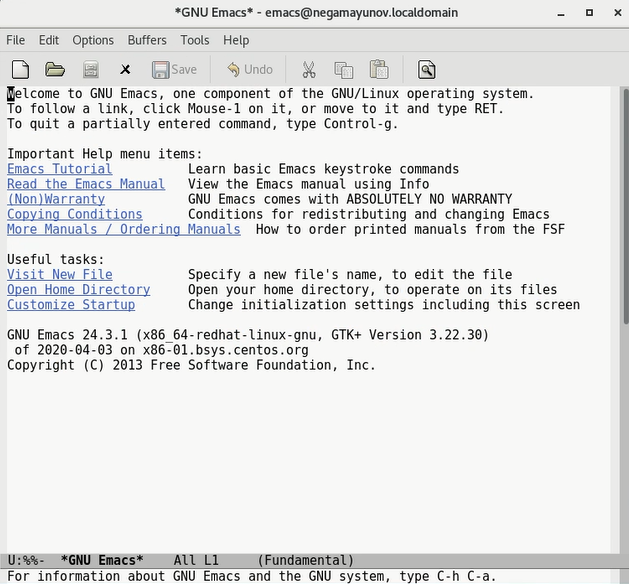 *GNU Emacs* - emacs@negamayunov.localdomain
File Edit Options Buffers Tools Help
Save Undo
Welcome to GNU Emacs, one component of the GNU/Linux operating system.
To follow a link, click Mouse-1 on it, or move to it and type RET.
To quit a partially entered command, type Control-g.
Important Help menu items:
Emacs Tutorial Learn basic Emacs keystroke commands
Read the Emacs Manual View the Emacs manual using Info
(Non)Warranty GNU Emacs comes with ABSOLUTELY NO WARRANTY
Copying Conditions Conditions for redistributing and changing Emacs
More Manuals / Ordering Manuals How to order printed manuals from the FSF
Useful tasks:
Visit New File Specify a new file's name, to edit the file
Open Home Directory Open your home directory, to operate on its files
Customize Startup Change initialization settings including this screen
GNU Emacs 24.3.1 (x86_64-redhat-linux-gnu, GTK+ Version 3.22.30)
of 2020-04-03 on x86-01.bsys.centos.org
Copyright (C) 2013 Free Software Foundation, Inc.
U:%%- *GNU Emacs* All L1 (Fundamental)
For information about GNU Emacs and the GNU system, type C-h C-a.